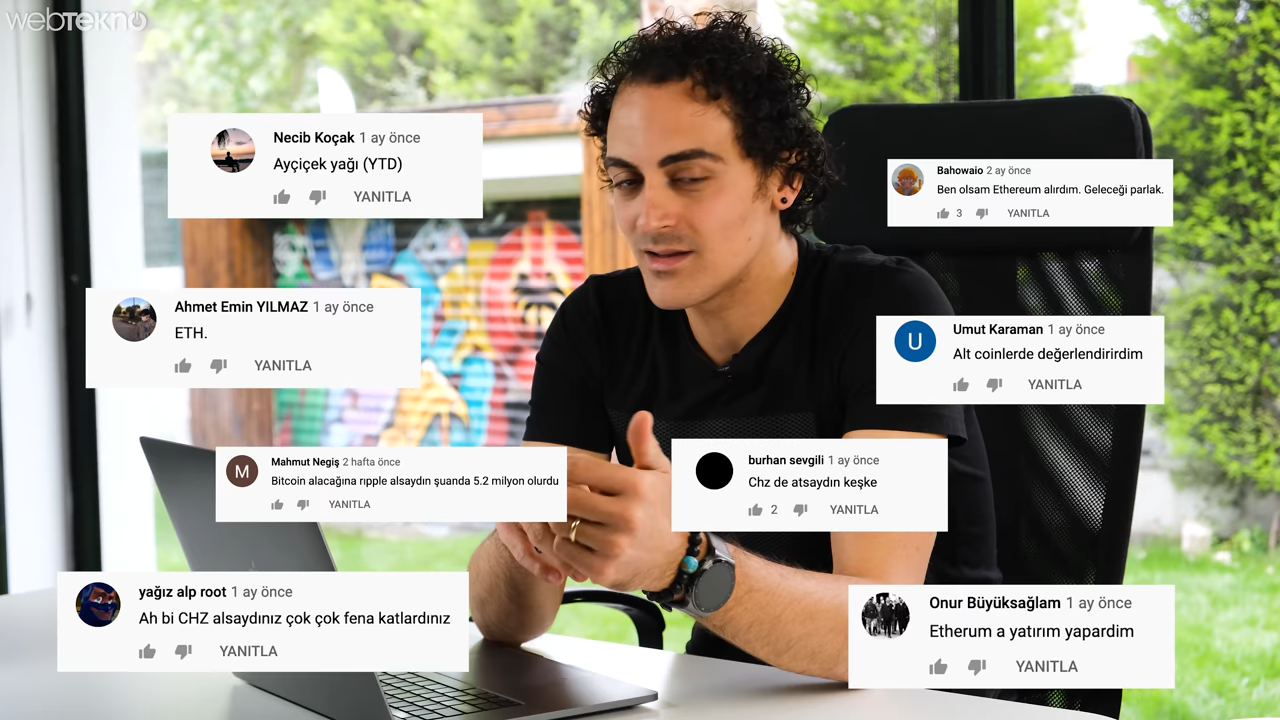 webtekno
Necib Koçak 1 ay önce
Ayçiçek yağı (YTD)
YANITLA
Bahowaio 2 ay önce
Ben olsam Ethereum alırdım. Geleceği parlak.
3 YANITLA
Ahmet Emin YILMAZ 1 ay önce
ETH.
YANITLA
U
Umut Karaman 1 ay önce
Alt coinlerde değerlendirirdim
YANITLA
M
Mahmut Negiş 2 hafta önce
Bitcoin alacağına rıpple alsaydın şuanda 5.2 milyon olurdu
YANITLA
burhan sevgili 1 ay önce
Chz de atsaydın keşke
2 YANITLA
yağız alp root 1 ay önce
Ah bi CHZ alsaydınız çok çok fena katlardınız
YANITLA
Onur Büyüksağlam 1 ay önce
Etherum a yatırım yapardim
YANITLA